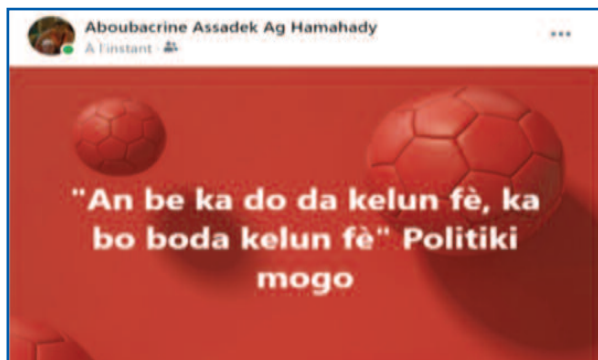 Aboubacrine Assadek Ag Hamahady
À l'instant ·
"An be ka do da kelun fè, ka
bo boda kelun fè" Politiki
mogo